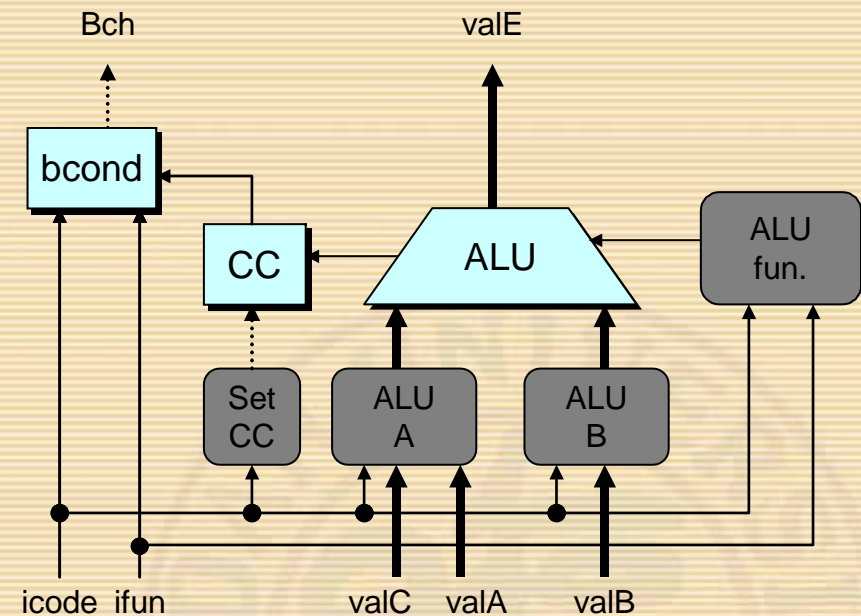 Bch
valE
bcond
CC
ALU
ALU
fun.
Set
CC
ALU
A
ALU
B
icode
ifun
valC
valA
valB